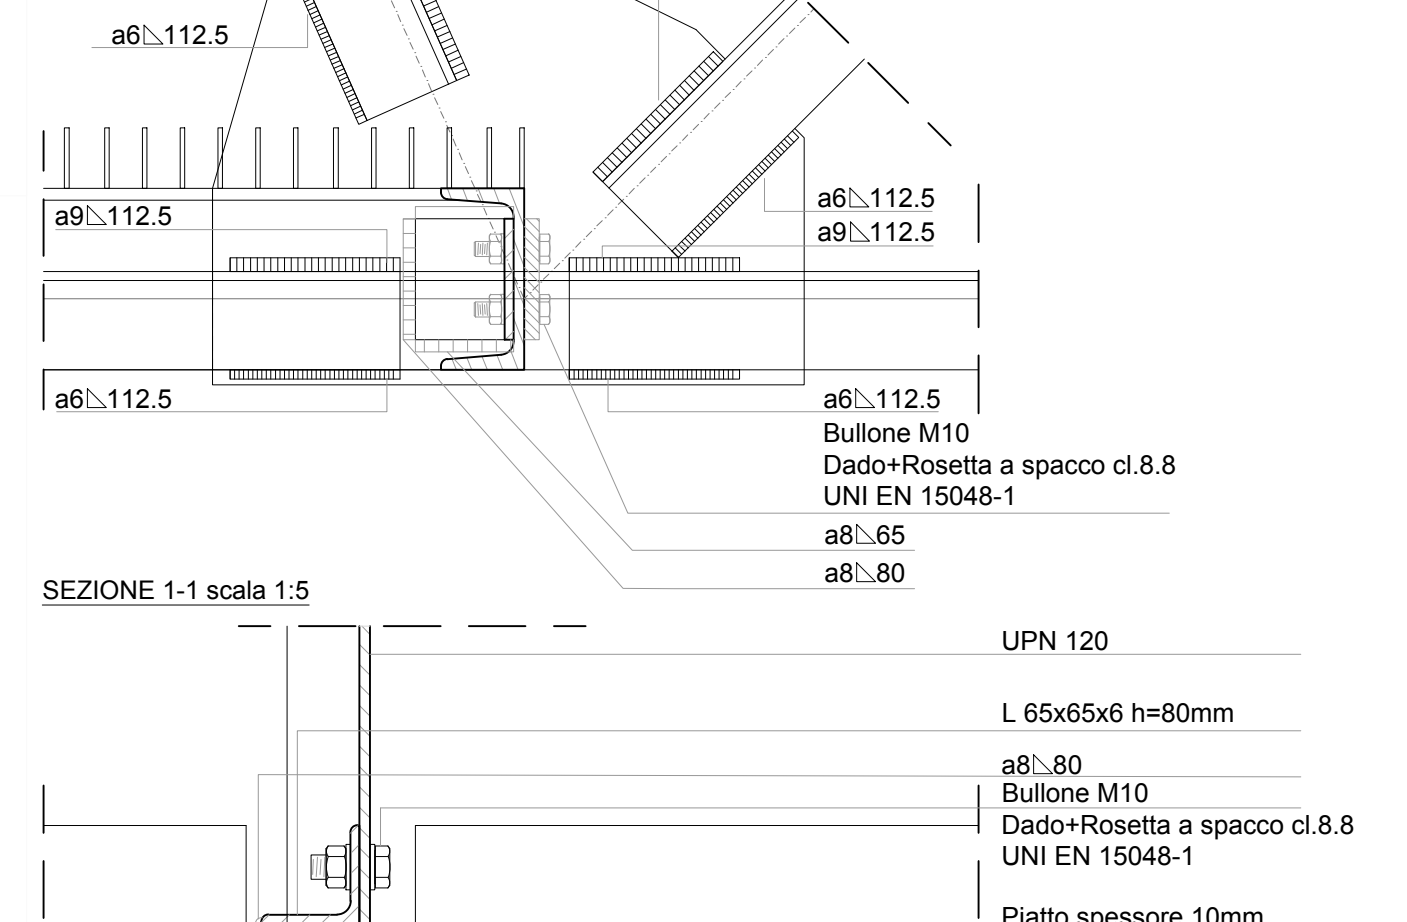 a6◺112.5
a9◺112.5
a6◺112.5
a9◺112.5
a6◺112.5
a6◺112.5
Bullone M10
Dado+Rosetta a spacco cl.8.8
UNI EN 15048-1
a8◺65
a8◺80
SEZIONE 1-1 scala 1:5
UPN 120
L 65x65x6 h=80mm
a8◺80
Bullone M10
Dado+Rosetta a spacco cl.8.8
UNI EN 15048-1
Piatto spessore 10mm